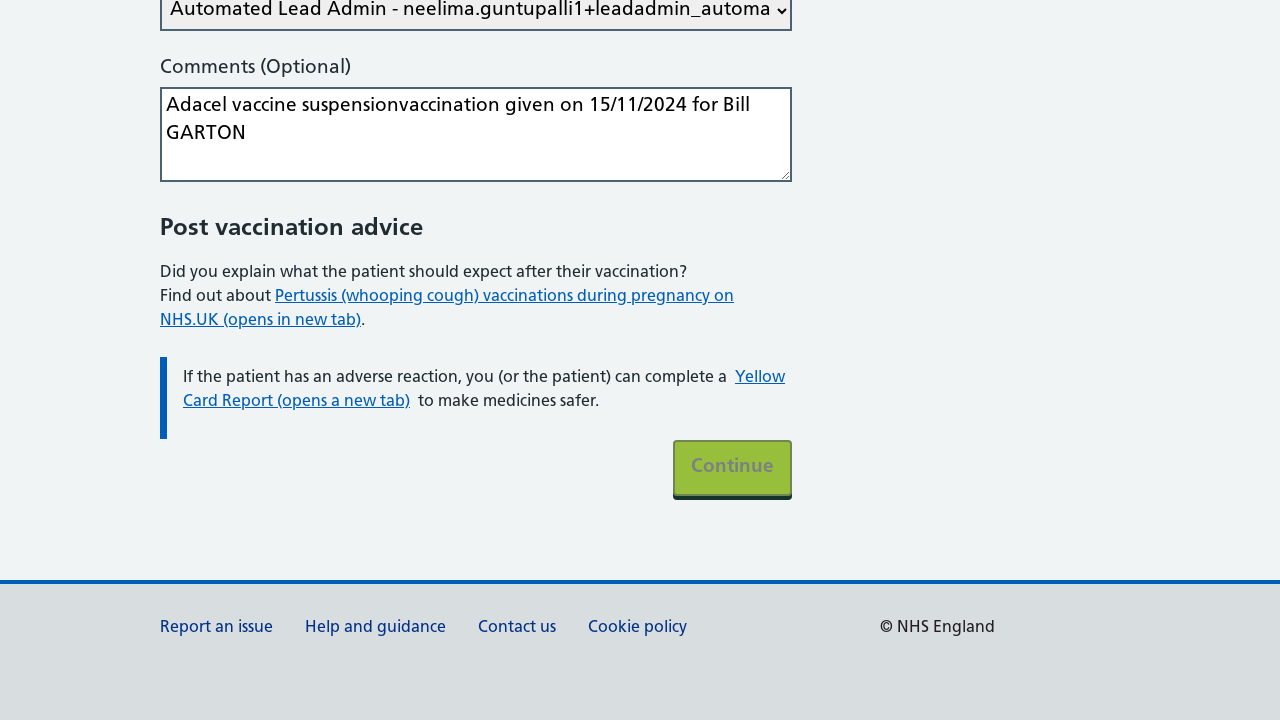 Automated Lead Admin - neelima.guntupalli1+leadadmin_automa
Comments (Optional)
Adacel vaccine suspensionvaccination given on 15/11/2024 for Bill
GARTON
Post vaccination advice
Did you explain what the patient should expect after their vaccination?
Find out about Pertussis (whooping cough) vaccinations during pregnancy on
NHS.UK (opens in new tab).
If the patient has an adverse reaction, you (or the patient) can complete a Yellow
Card Report (opens a new tab) to make medicines safer.
Continue
Report an issue Help and guidance Contact us Cookie policy © NHS England